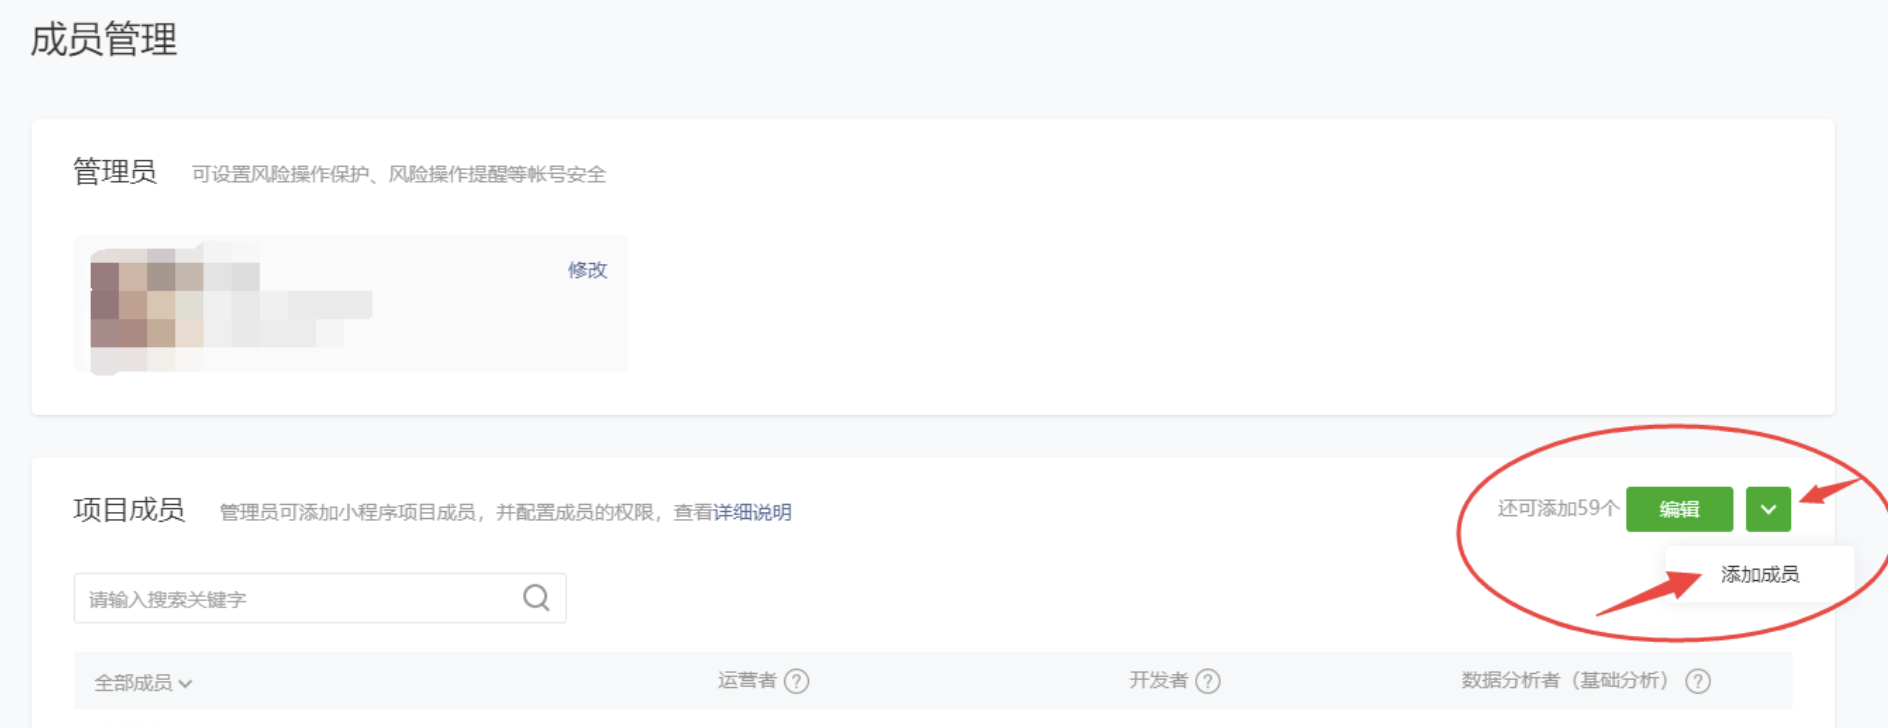 成员管理
管理员 可设置风险操作保护、风险操作提醒等帐号安全
修改
项目成员 管理员可添加小程序项目成员，并配置成员的权限，查看详细说明
还可添加59个 编辑
添加成员
请输入搜索关键字
全部成员 运营者 ? 开发者 ? 数据分析者（基础分析） ?